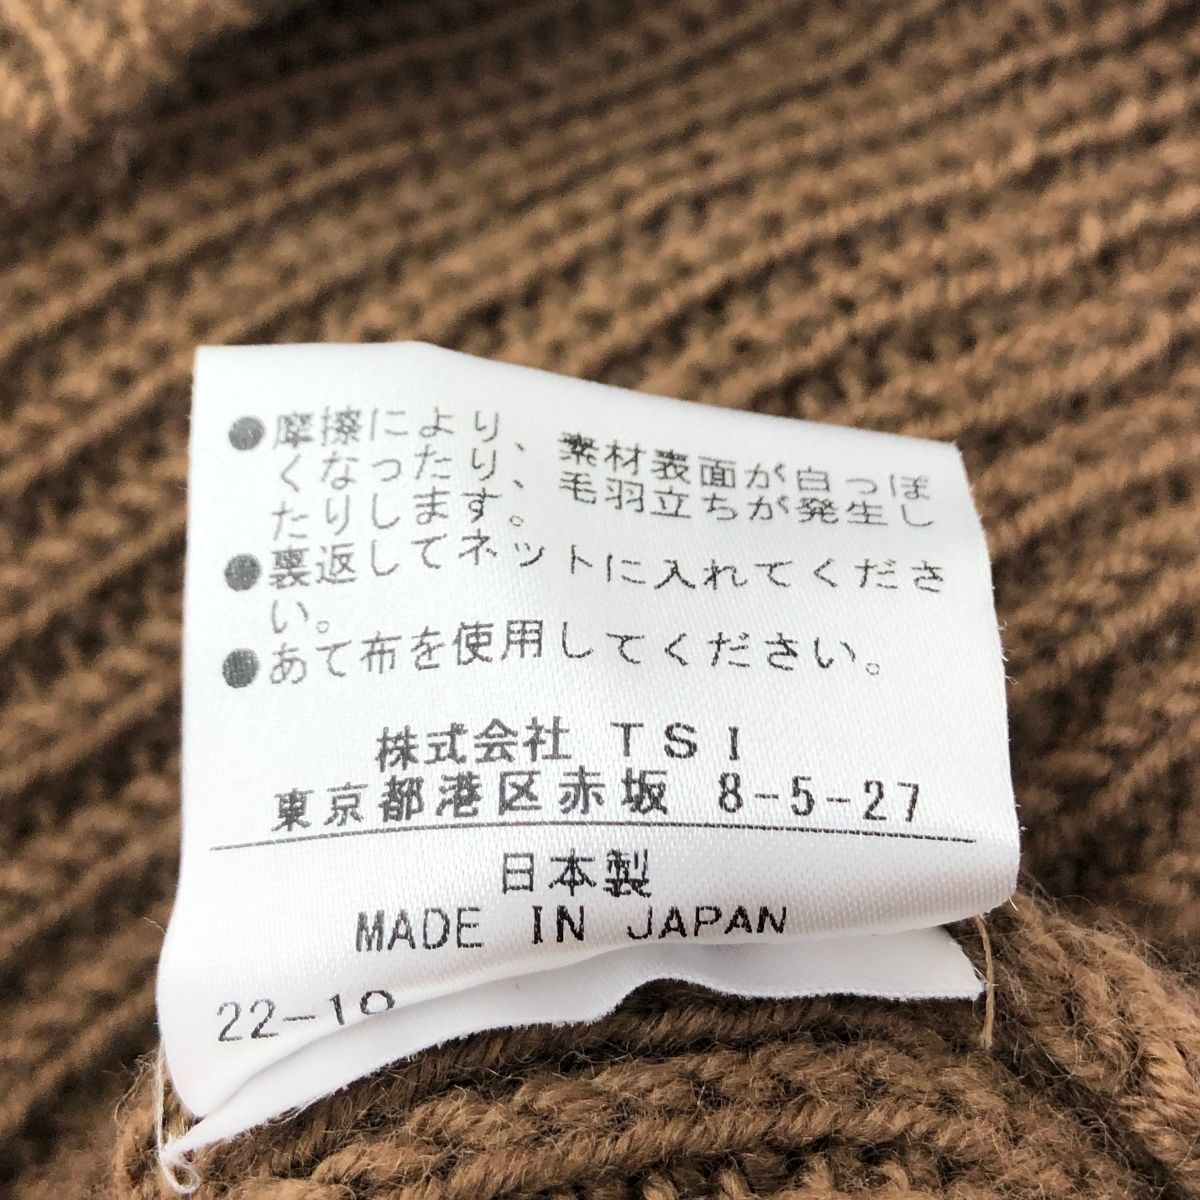 ●摩擦により、素材表面が白っぽ
くなったり、毛羽立ちが発生し
たりします。
●裏返してネットに入れてくださ
い。
●あて布を使用してください。
株式会社 TSI
東京都港区赤坂 8-5-27
日本製
MADE IN JAPAN